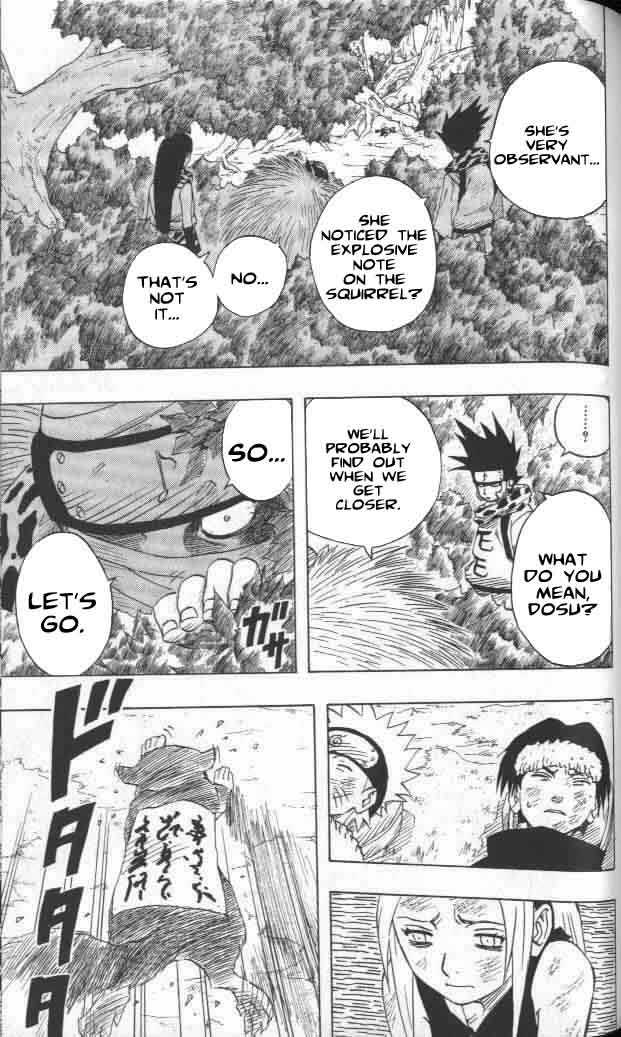 SHE'S
VERY
OBSERVANT...
SHE
NOTICED THE
EXPLOSIVE
NOTE
ON THE
SQUIRREL?
NO...
THAT'S
NOT
IT...
.......?
WHAT
DO YOU
MEAN,
DOSU?
WE'LL
PROBABLY
FIND OUT
WHEN WE
GET
CLOSER.
SO...
LET'S
GO.
ガサ
ドタタタ